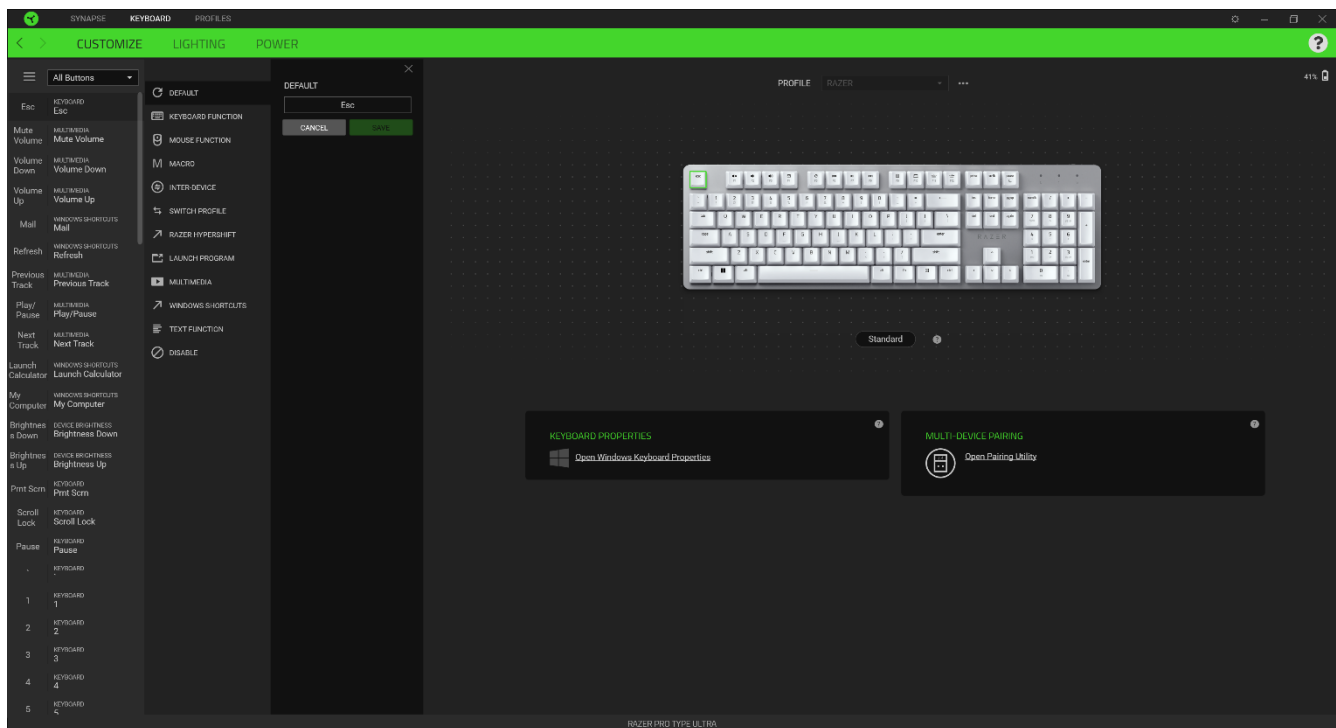 SYNAPSE KEYBOARD PROFILES
CUSTOMIZE LIGHTING POWER
?
All Buttons
Esc
KEYBOARD
Esc
Mute
Volume
MULTIMEDIA
Mute Volume
Volume
Down
MULTIMEDIA
Volume Down
Volume
Up
MULTIMEDIA
Volume Up
Mail
WINDOWS SHORTCUTS
Mail
Refresh
WINDOWS SHORTCUTS
Refresh
Previous
Track
MULTIMEDIA
Previous Track
Play/
Pause
MULTIMEDIA
Play/Pause
Next
Track
MULTIMEDIA
Next Track
Launch
Calculator
WINDOWS SHORTCUTS
Launch Calculator
My
Computer
WINDOWS SHORTCUTS
My Computer
Brightnes
s Down
DEVICE BRIGHTNESS
Brightness Down
Brightnes
s Up
DEVICE BRIGHTNESS
Brightness Up
Prnt Scrn
KEYBOARD
Prnt Scrn
Scroll
Lock
KEYBOARD
Scroll Lock
Pause
KEYBOARD
Pause
`
KEYBOARD
`
1
KEYBOARD
1
2
KEYBOARD
2
3
KEYBOARD
3
4
KEYBOARD
4
5
KEYBOARD
5
DEFAULT
KEYBOARD FUNCTION
MOUSE FUNCTION
MACRO
INTER-DEVICE
SWITCH PROFILE
RAZER HYPERSHIFT
LAUNCH PROGRAM
MULTIMEDIA
WINDOWS SHORTCUTS
TEXT FUNCTION
DISABLE
DEFAULT
Esc
CANCEL SAVE
PROFILE RAZER
41%
RAZER
Standard ?
KEYBOARD PROPERTIES ?
Open Windows Keyboard Properties
MULTI-DEVICE PAIRING ?
Open Pairing Utility
RAZER PRO TYPE ULTRA